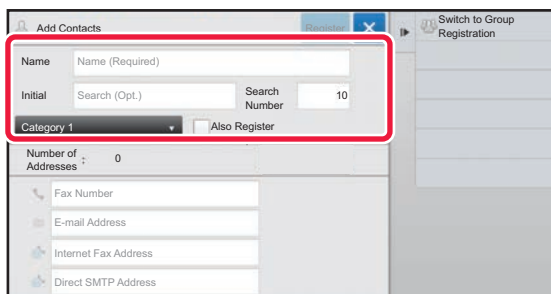 Add Contacts
Register
Switch to Group
Registration
Name
Name (Required)
Initial
Search (Opt.)
Search
Number
10
Category 1
Also Register
Number of
Addresses : 0
Fax Number
E-mail Address
Internet Fax Address
Direct SMTP Address